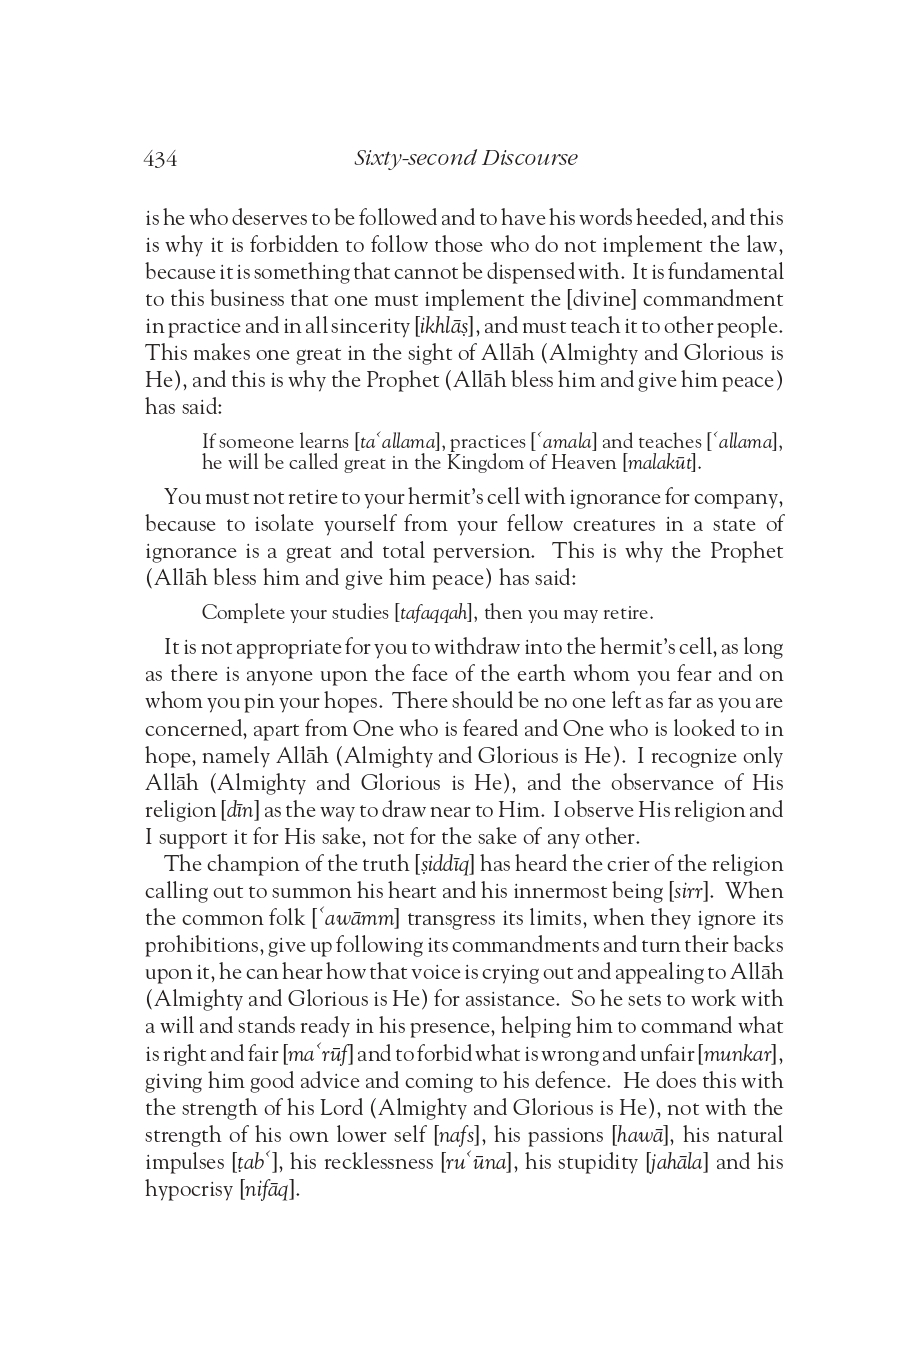 434 Sixty-second Discourse
is he who deserves to be followed and to have his words heeded, and this
is why it is forbidden to follow those who do not implement the law,
because it is something that cannot be dispensed with. It is fundamental
to this business that one must implement the [divine] commandment
in practice and in all sincerity [ikhlāṣ], and must teach it to other people.
This makes one great in the sight of Allāh (Almighty and Glorious is
He), and this is why the Prophet (Allāh bless him and give him peace)
has said:
If someone learns [taʿallama], practices [ʿamala] and teaches [ʿallama],
he will be called great in the Kingdom of Heaven [malakūt].
You must not retire to your hermit's cell with ignorance for company,
because to isolate yourself from your fellow creatures in a state of
ignorance is a great and total perversion. This is why the Prophet
(Allāh bless him and give him peace) has said:
Complete your studies [tafaqqah], then you may retire.
It is not appropriate for you to withdraw into the hermit's cell, as long
as there is anyone upon the face of the earth whom you fear and on
whom you pin your hopes. There should be no one left as far as you are
concerned, apart from One who is feared and One who is looked to in
hope, namely Allāh (Almighty and Glorious is He). I recognize only
Allāh (Almighty and Glorious is He), and the observance of His
religion [dīn] as the way to draw near to Him. I observe His religion and
I support it for His sake, not for the sake of any other.
The champion of the truth [ṣiddīq] has heard the crier of the religion
calling out to summon his heart and his innermost being [sirr]. When
the common folk [ʿawāmm] transgress its limits, when they ignore its
prohibitions, give up following its commandments and turn their backs
upon it, he can hear how that voice is crying out and appealing to Allāh
(Almighty and Glorious is He) for assistance. So he sets to work with
a will and stands ready in his presence, helping him to command what
is right and fair [maʿrūf] and to forbid what is wrong and unfair [munkar],
giving him good advice and coming to his defence. He does this with
the strength of his Lord (Almighty and Glorious is He), not with the
strength of his own lower self [nafs], his passions [hawā], his natural
impulses [ṭabʿ], his recklessness [ruʿūna], his stupidity [jahāla] and his
hypocrisy [nifāq].